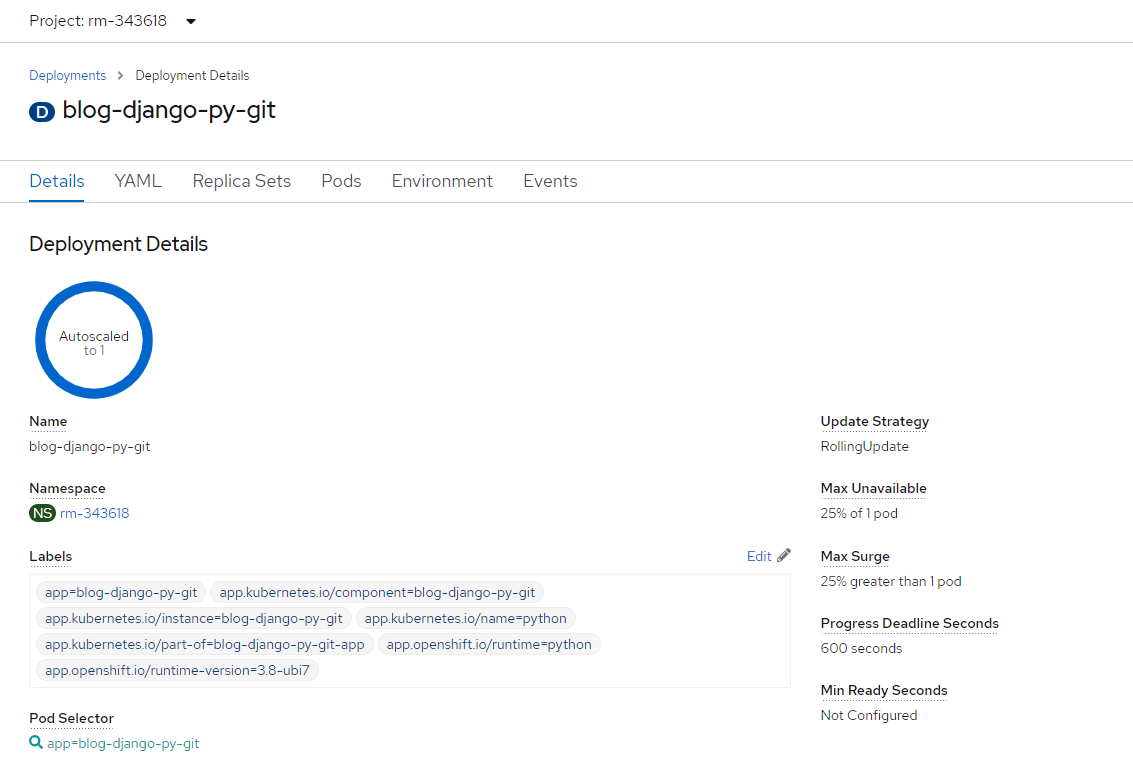 Project: rm-343618
Deployments > Deployment Details
D blog-django-py-git
Details YAML Replica Sets Pods Environment Events
Deployment Details
Autoscaled
to 1
Name
blog-django-py-git
Namespace
NS rm-343618
Labels Edit
app=blog-django-py-git app.kubernetes.io/component=blog-django-py-git
app.kubernetes.io/instance=blog-django-py-git app.kubernetes.io/name=python
app.kubernetes.io/part-of=blog-django-py-git-app app.openshift.io/runtime=python
app.openshift.io/runtime-version=3.8-ubi7
Pod Selector
app=blog-django-py-git
Update Strategy
RollingUpdate
Max Unavailable
25% of 1 pod
Max Surge
25% greater than 1 pod
Progress Deadline Seconds
600 seconds
Min Ready Seconds
Not Configured